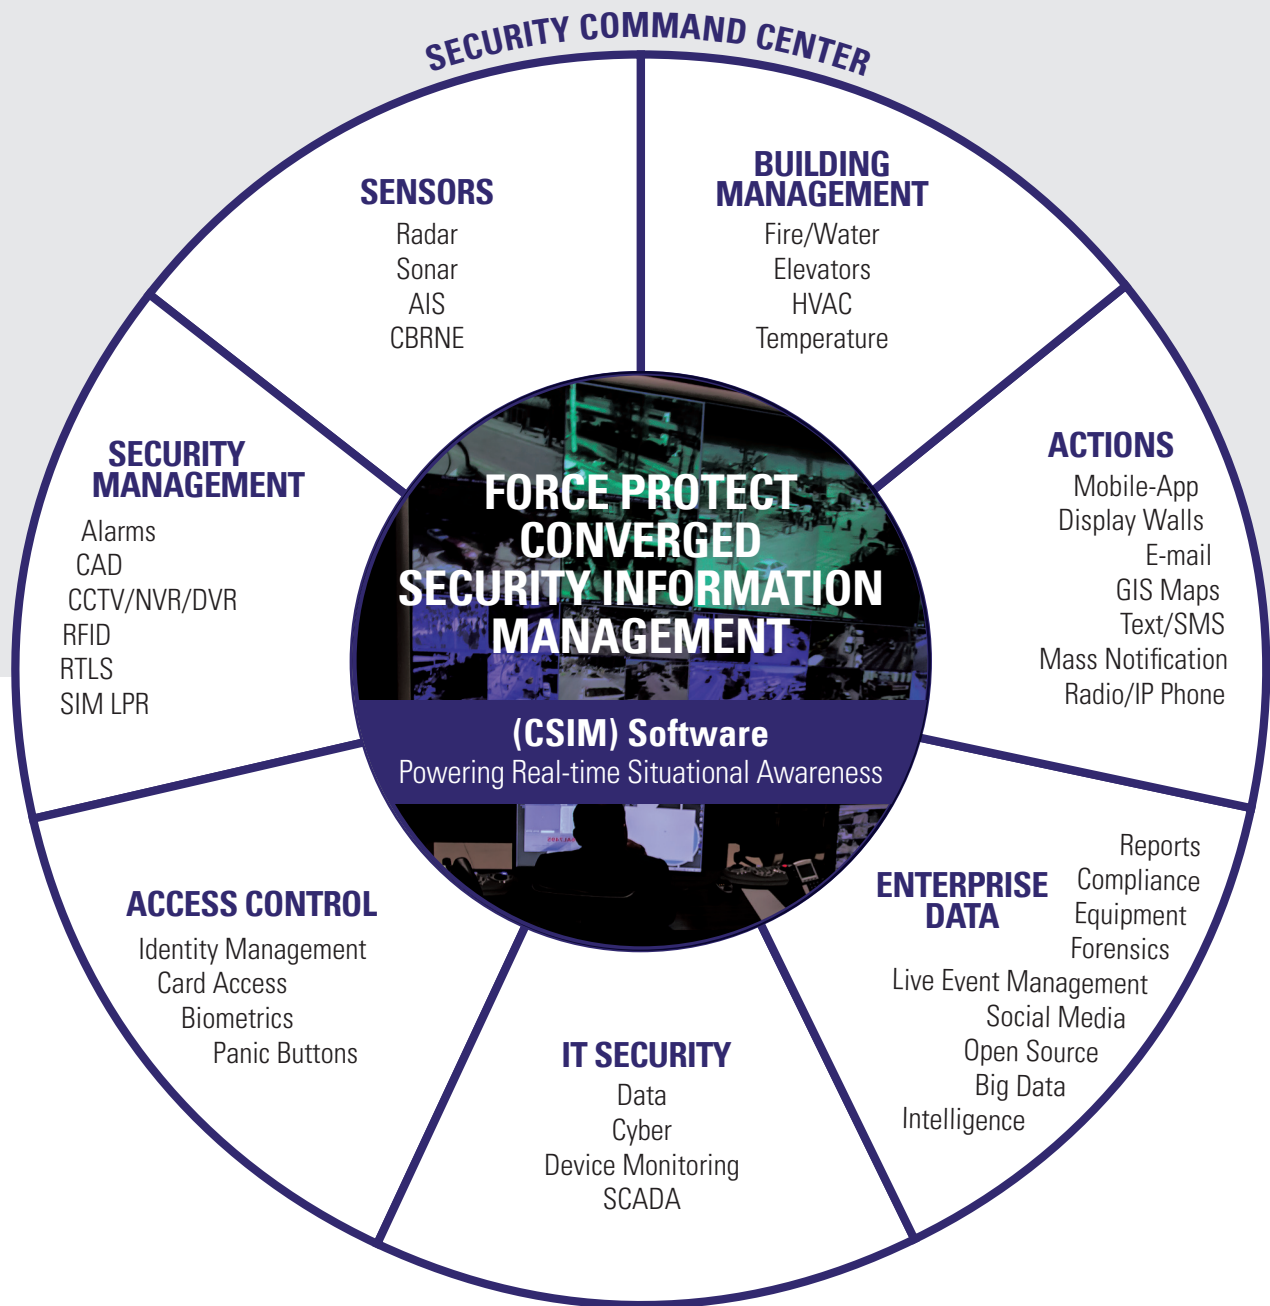 SECURITY COMMAND CENTER
SENSORS
Radar
Sonar
AIS
CBRNE
BUILDING
MANAGEMENT
Fire/Water
Elevators
HVAC
Temperature
ACTIONS
Mobile-App
Display Walls
E-mail
GIS Maps
Text/SMS
Mass Notification
Radio/IP Phone
ENTERPRISE
DATA
Reports
Compliance
Equipment
Forensics
Live Event Management
Social Media
Open Source
Big Data
Intelligence
IT SECURITY
Data
Cyber
Device Monitoring
SCADA
ACCESS CONTROL
Identity Management
Card Access
Biometrics
Panic Buttons
SECURITY
MANAGEMENT
Alarms
CAD
CCTV/NVR/DVR
RFID
RTLS
SIM LPR
FORCE PROTECT
CONVERGED
SECURITY INFORMATION
MANAGEMENT
(CSIM) Software
Powering Real-time Situational Awareness